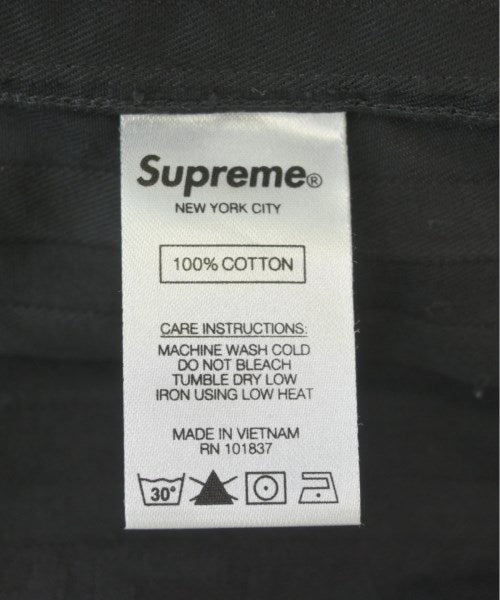 Supreme®
NEW YORK CITY
100% COTTON
CARE INSTRUCTIONS:
MACHINE WASH COLD
DO NOT BLEACH
TUMBLE DRY LOW
IRON USING LOW HEAT
MADE IN VIETNAM
RN 101837
30°